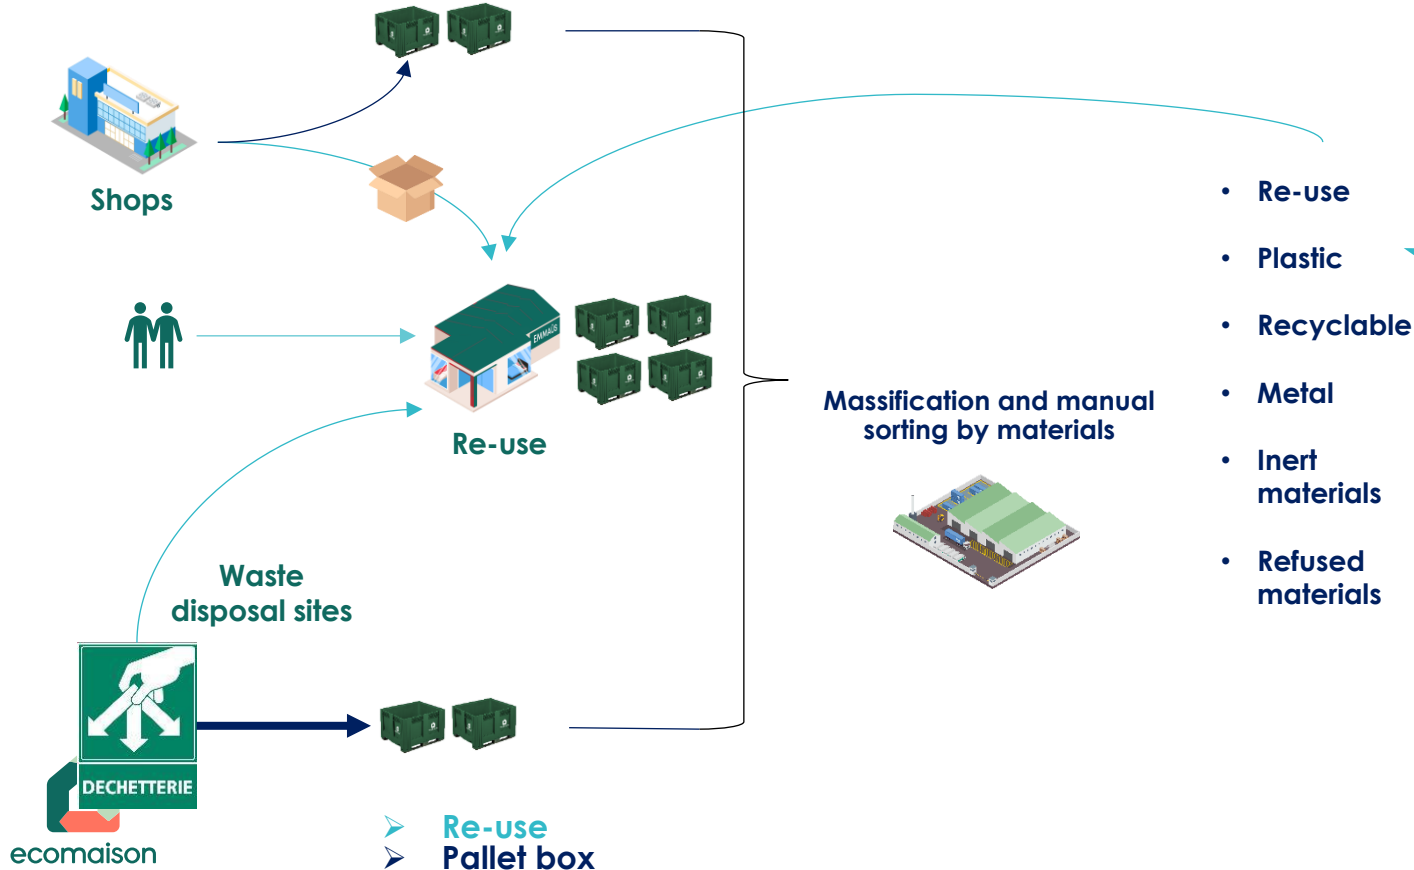 Shops
EMMAÜS
Re-use
Waste
disposal sites
DECHETTERIE
ecomaison
Re-use
Pallet box
Massification and manual
sorting by materials
• Re-use
• Plastic
• Recyclable
• Metal
• Inert
materials
• Refused
materials